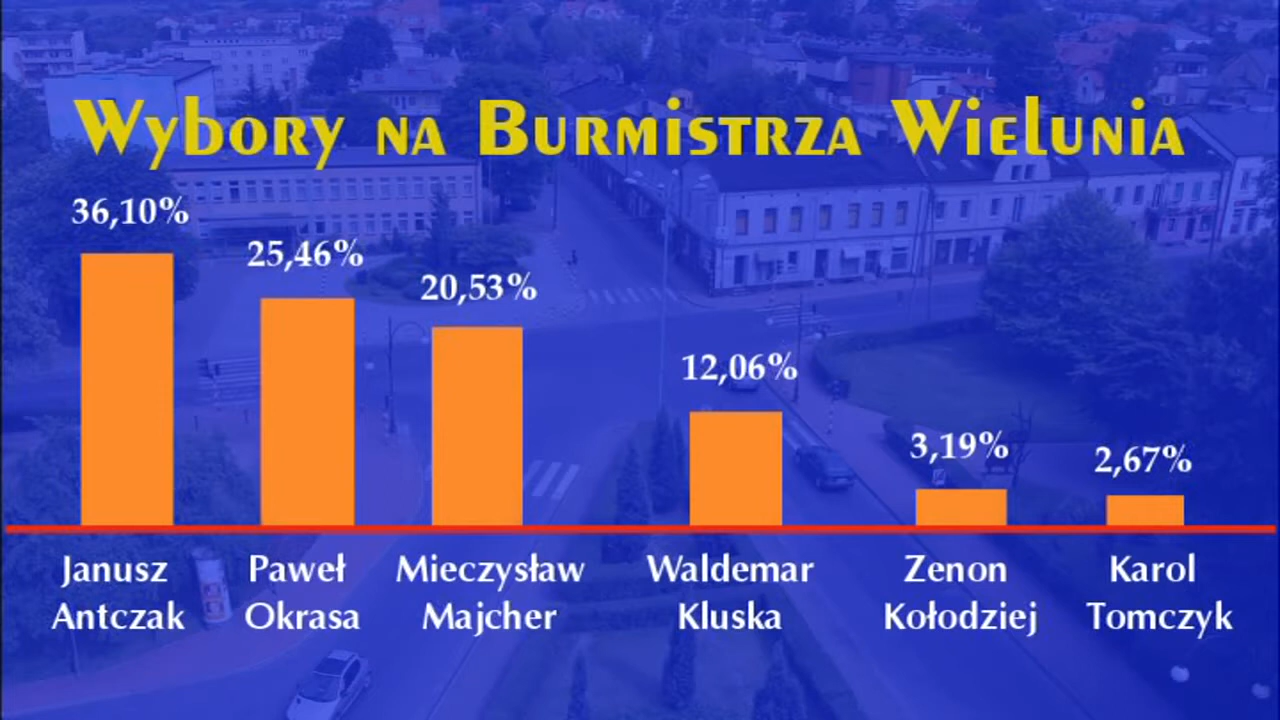 Wybory na Burmistrza Wielunia
36,10%
25,46%
20,53%
12,06%
3,19%
2,67%
Janusz Antczak
Paweł Okrasa
Mieczysław Majcher
Waldemar Kluska
Zenon Kołodziej
Karol Tomczyk